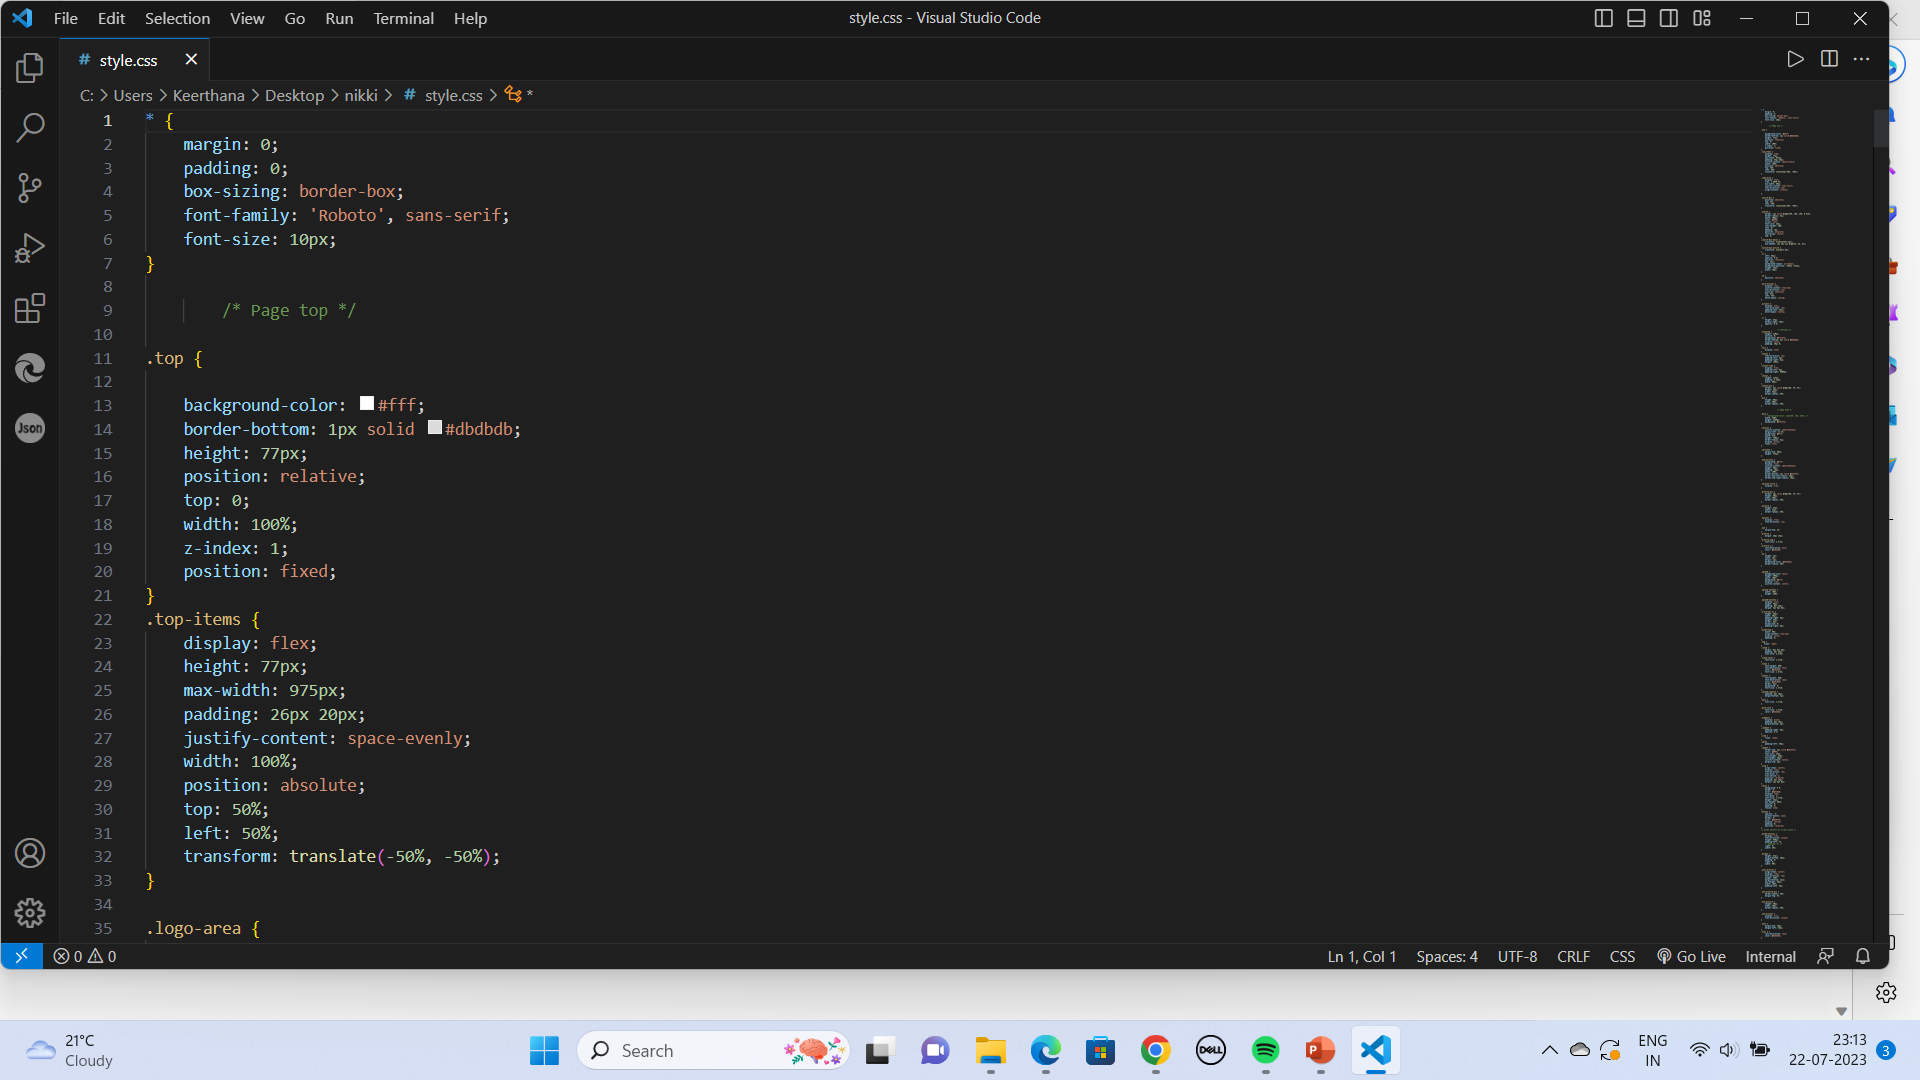 File Edit Selection View Go Run Terminal Help
style.css - Visual Studio Code
# style.css
C: > Users > Keerthana > Desktop > nikki > # style.css > *
1 * {
2 margin: 0;
3 padding: 0;
4 box-sizing: border-box;
5 font-family: 'Roboto', sans-serif;
6 font-size: 10px;
7 }
8
9 /* Page top */
10
11 .top {
12
13 background-color: #fff;
14 border-bottom: 1px solid #dbdbdb;
15 height: 77px;
16 position: relative;
17 top: 0;
18 width: 100%;
19 z-index: 1;
20 position: fixed;
21 }
22 .top-items {
23 display: flex;
24 height: 77px;
25 max-width: 975px;
26 padding: 26px 20px;
27 justify-content: space-evenly;
28 width: 100%;
29 position: absolute;
30 top: 50%;
31 left: 50%;
32 transform: translate(-50%, -50%);
33 }
34
35 .logo-area {
Json
0 0
Ln 1, Col 1 Spaces: 4 UTF-8 CRLF CSS Go Live Internal
21°C
Cloudy
Search
DELL
P
ENG
IN
23:13
22-07-2023
3